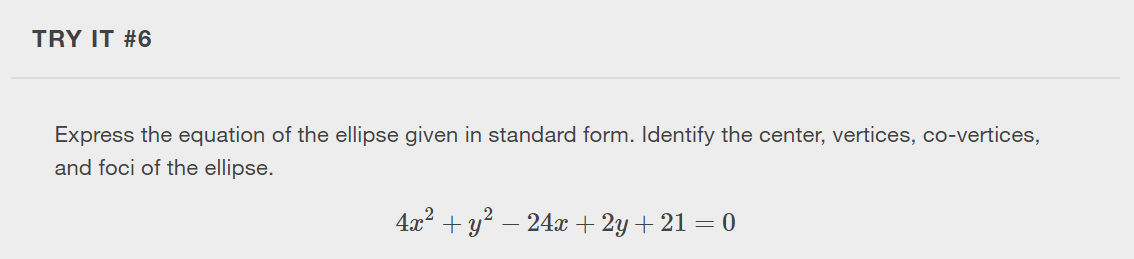 TRY IT #6
Express the equation of the ellipse given in standard form. Identify the center, vertices, co-vertices,
and foci of the ellipse.
4x² + y² − 24x + 2y + 21 = 0